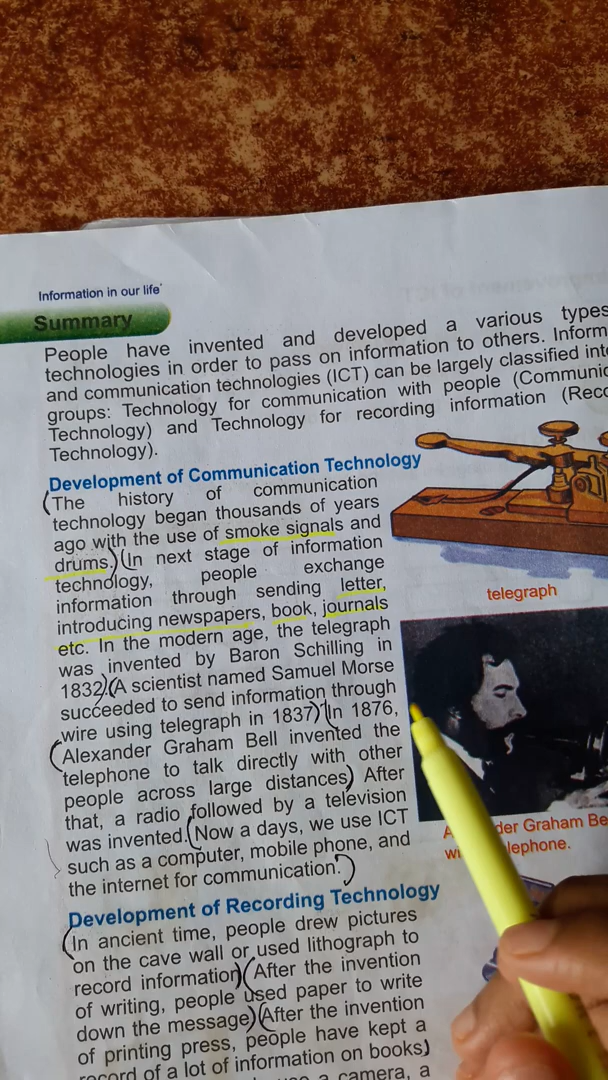 Information in our life
Summary
People have invented and developed a various types
technologies in order to pass on information to others.
and communication technologies (ICT) can be largely classified
groups: Technology for communication with people
Technology) and Technology for recording information
Technology).
Development of Communication Technology
(The history of communication
technology began thousands of years
ago with the use of smoke signals and
drums.) (In next stage of information
technology, people exchange
information through sending letter,
introducing newspapers, book, journals
etc. In the modern age, the telegraph
was invented by Baron Schilling in
1832).(A scientist named Samuel Morse
succeeded to send information through
wire using telegraph in 1837) In 1876,
(Alexander Graham Bell invented the
telephone to talk directly with other
people across large distances) After
that, a radio followed by a television
was invented.(Now a days, we use ICT
such as a computer, mobile phone, and
the internet for communication.)
telegraph
Graham
Development of Recording Technology
(In ancient time, people drew pictures
on the cave wall or used lithograph to
record information)(After the invention
of writing, people used paper to write
down the message)(After the invention
of printing press, people have kept a
record of a lot of information on books)
a camera, a